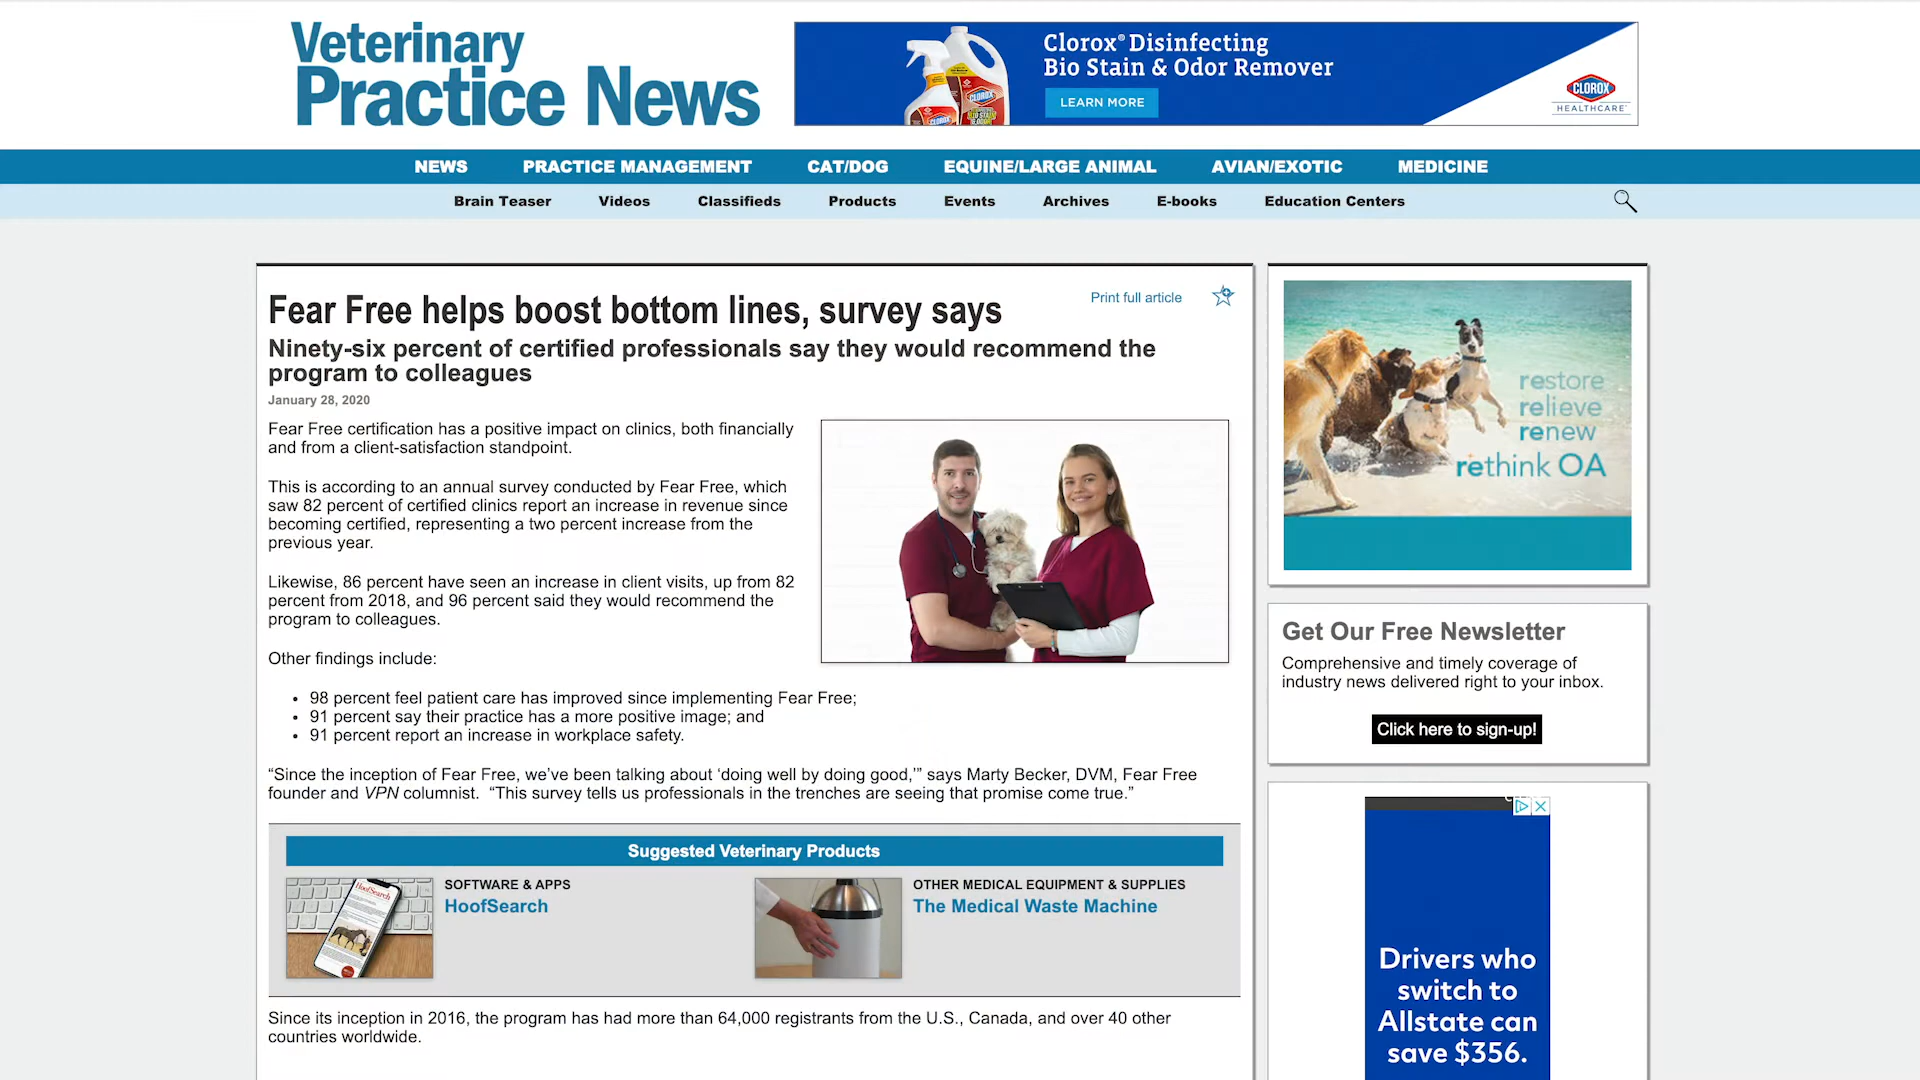 Veterinary
Practice News
Clorox® Disinfecting
Bio Stain & Odor Remover
LEARN MORE
CLOROX
HEALTHCARE
NEWS PRACTICE MANAGEMENT CAT/DOG EQUINE/LARGE ANIMAL AVIAN/EXOTIC MEDICINE
Brain Teaser Videos Classifieds Products Events Archives E-books Education Centers
Fear Free helps boost bottom lines, survey says
Print full article
Ninety-six percent of certified professionals say they would recommend the
program to colleagues
January 28, 2020
Fear Free certification has a positive impact on clinics, both financially
and from a client-satisfaction standpoint.
This is according to an annual survey conducted by Fear Free, which
saw 82 percent of certified clinics report an increase in revenue since
becoming certified, representing a two percent increase from the
previous year.
Likewise, 86 percent have seen an increase in client visits, up from 82
percent from 2018, and 96 percent said they would recommend the
program to colleagues.
Other findings include:
• 98 percent feel patient care has improved since implementing Fear Free;
• 91 percent say their practice has a more positive image; and
• 91 percent report an increase in workplace safety.
“Since the inception of Fear Free, we’ve been talking about ‘doing well by doing good,’” says Marty Becker, DVM, Fear Free
founder and VPN columnist. “This survey tells us professionals in the trenches are seeing that promise come true.”
Suggested Veterinary Products
SOFTWARE & APPS
HoofSearch
HoofSearch
OTHER MEDICAL EQUIPMENT & SUPPLIES
The Medical Waste Machine
Since its inception in 2016, the program has had more than 64,000 registrants from the U.S., Canada, and over 40 other
countries worldwide.
restore
relieve
renew
rethink OA
Get Our Free Newsletter
Comprehensive and timely coverage of
industry news delivered right to your inbox.
Click here to sign-up!
Drivers who
switch to
Allstate can
save $356.